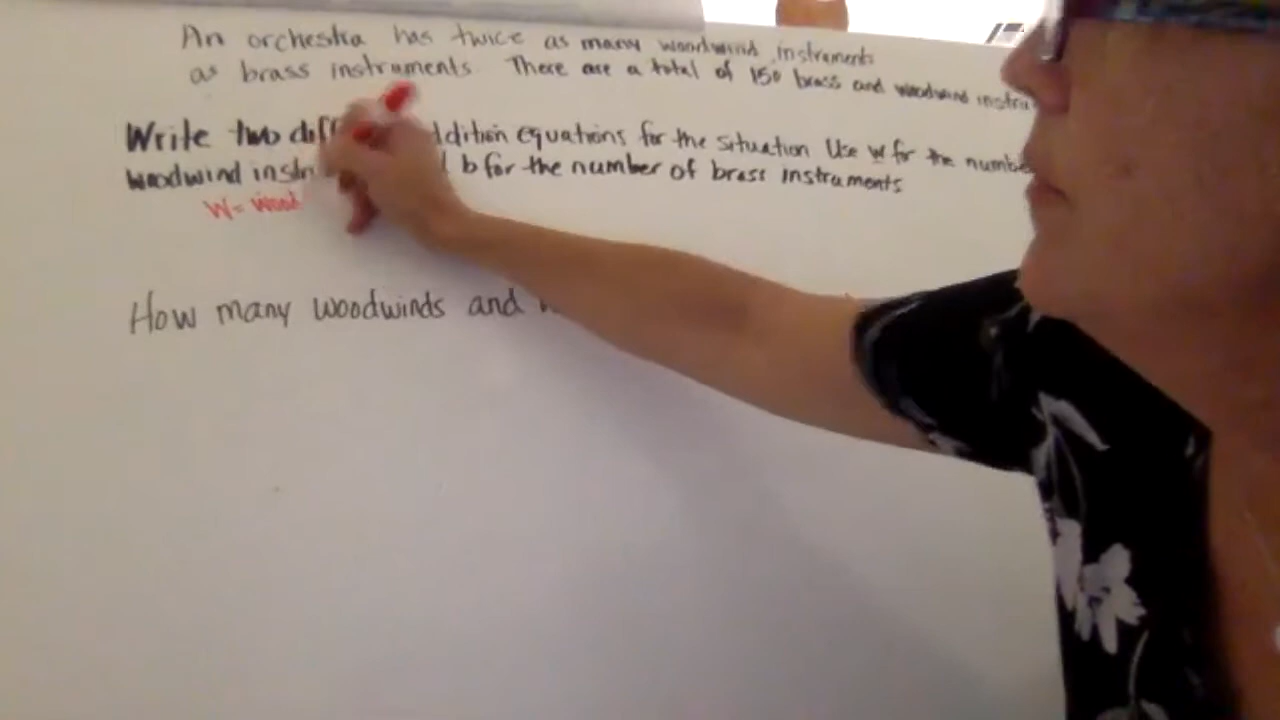 An orchestra has twice as many woodwind instruments
as brass instruments. There are a total of 150 brass and woodwind instru
Write two diff ddition equations for the situation Use w for the number
woodwind instr b for the number of brass instruments
W = Wood
How many woodwinds and